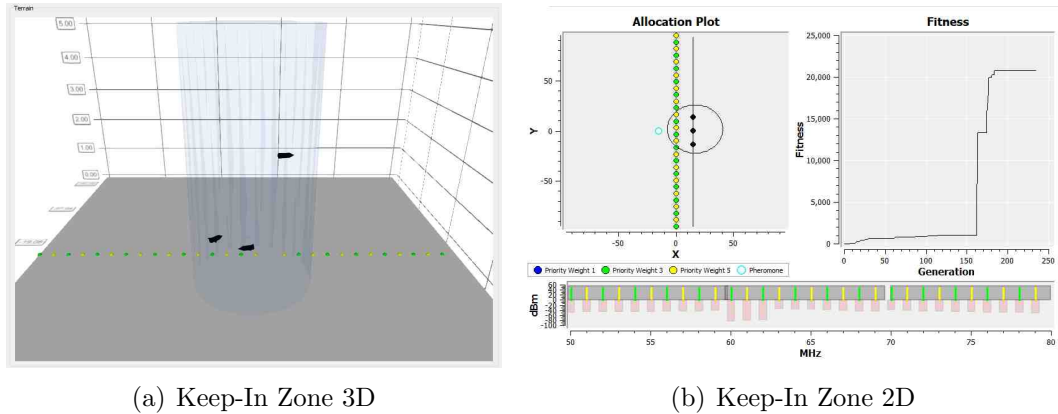 Terrain
5.00
4.00
3.00
2.00
1.00
0.00
Allocation Plot
Y
50
0
-50
-50 0 50
X
Fitness
Fitness
25,000
20,000
15,000
10,000
5,000
0
0 50 100 150 200 250
Generation
Priority Weight 1 Priority Weight 3 Priority Weight 5 Pheromone
dBm
60
-100
50 55 60 65 70 75 80
MHz
(a) Keep-In Zone 3D
(b) Keep-In Zone 2D